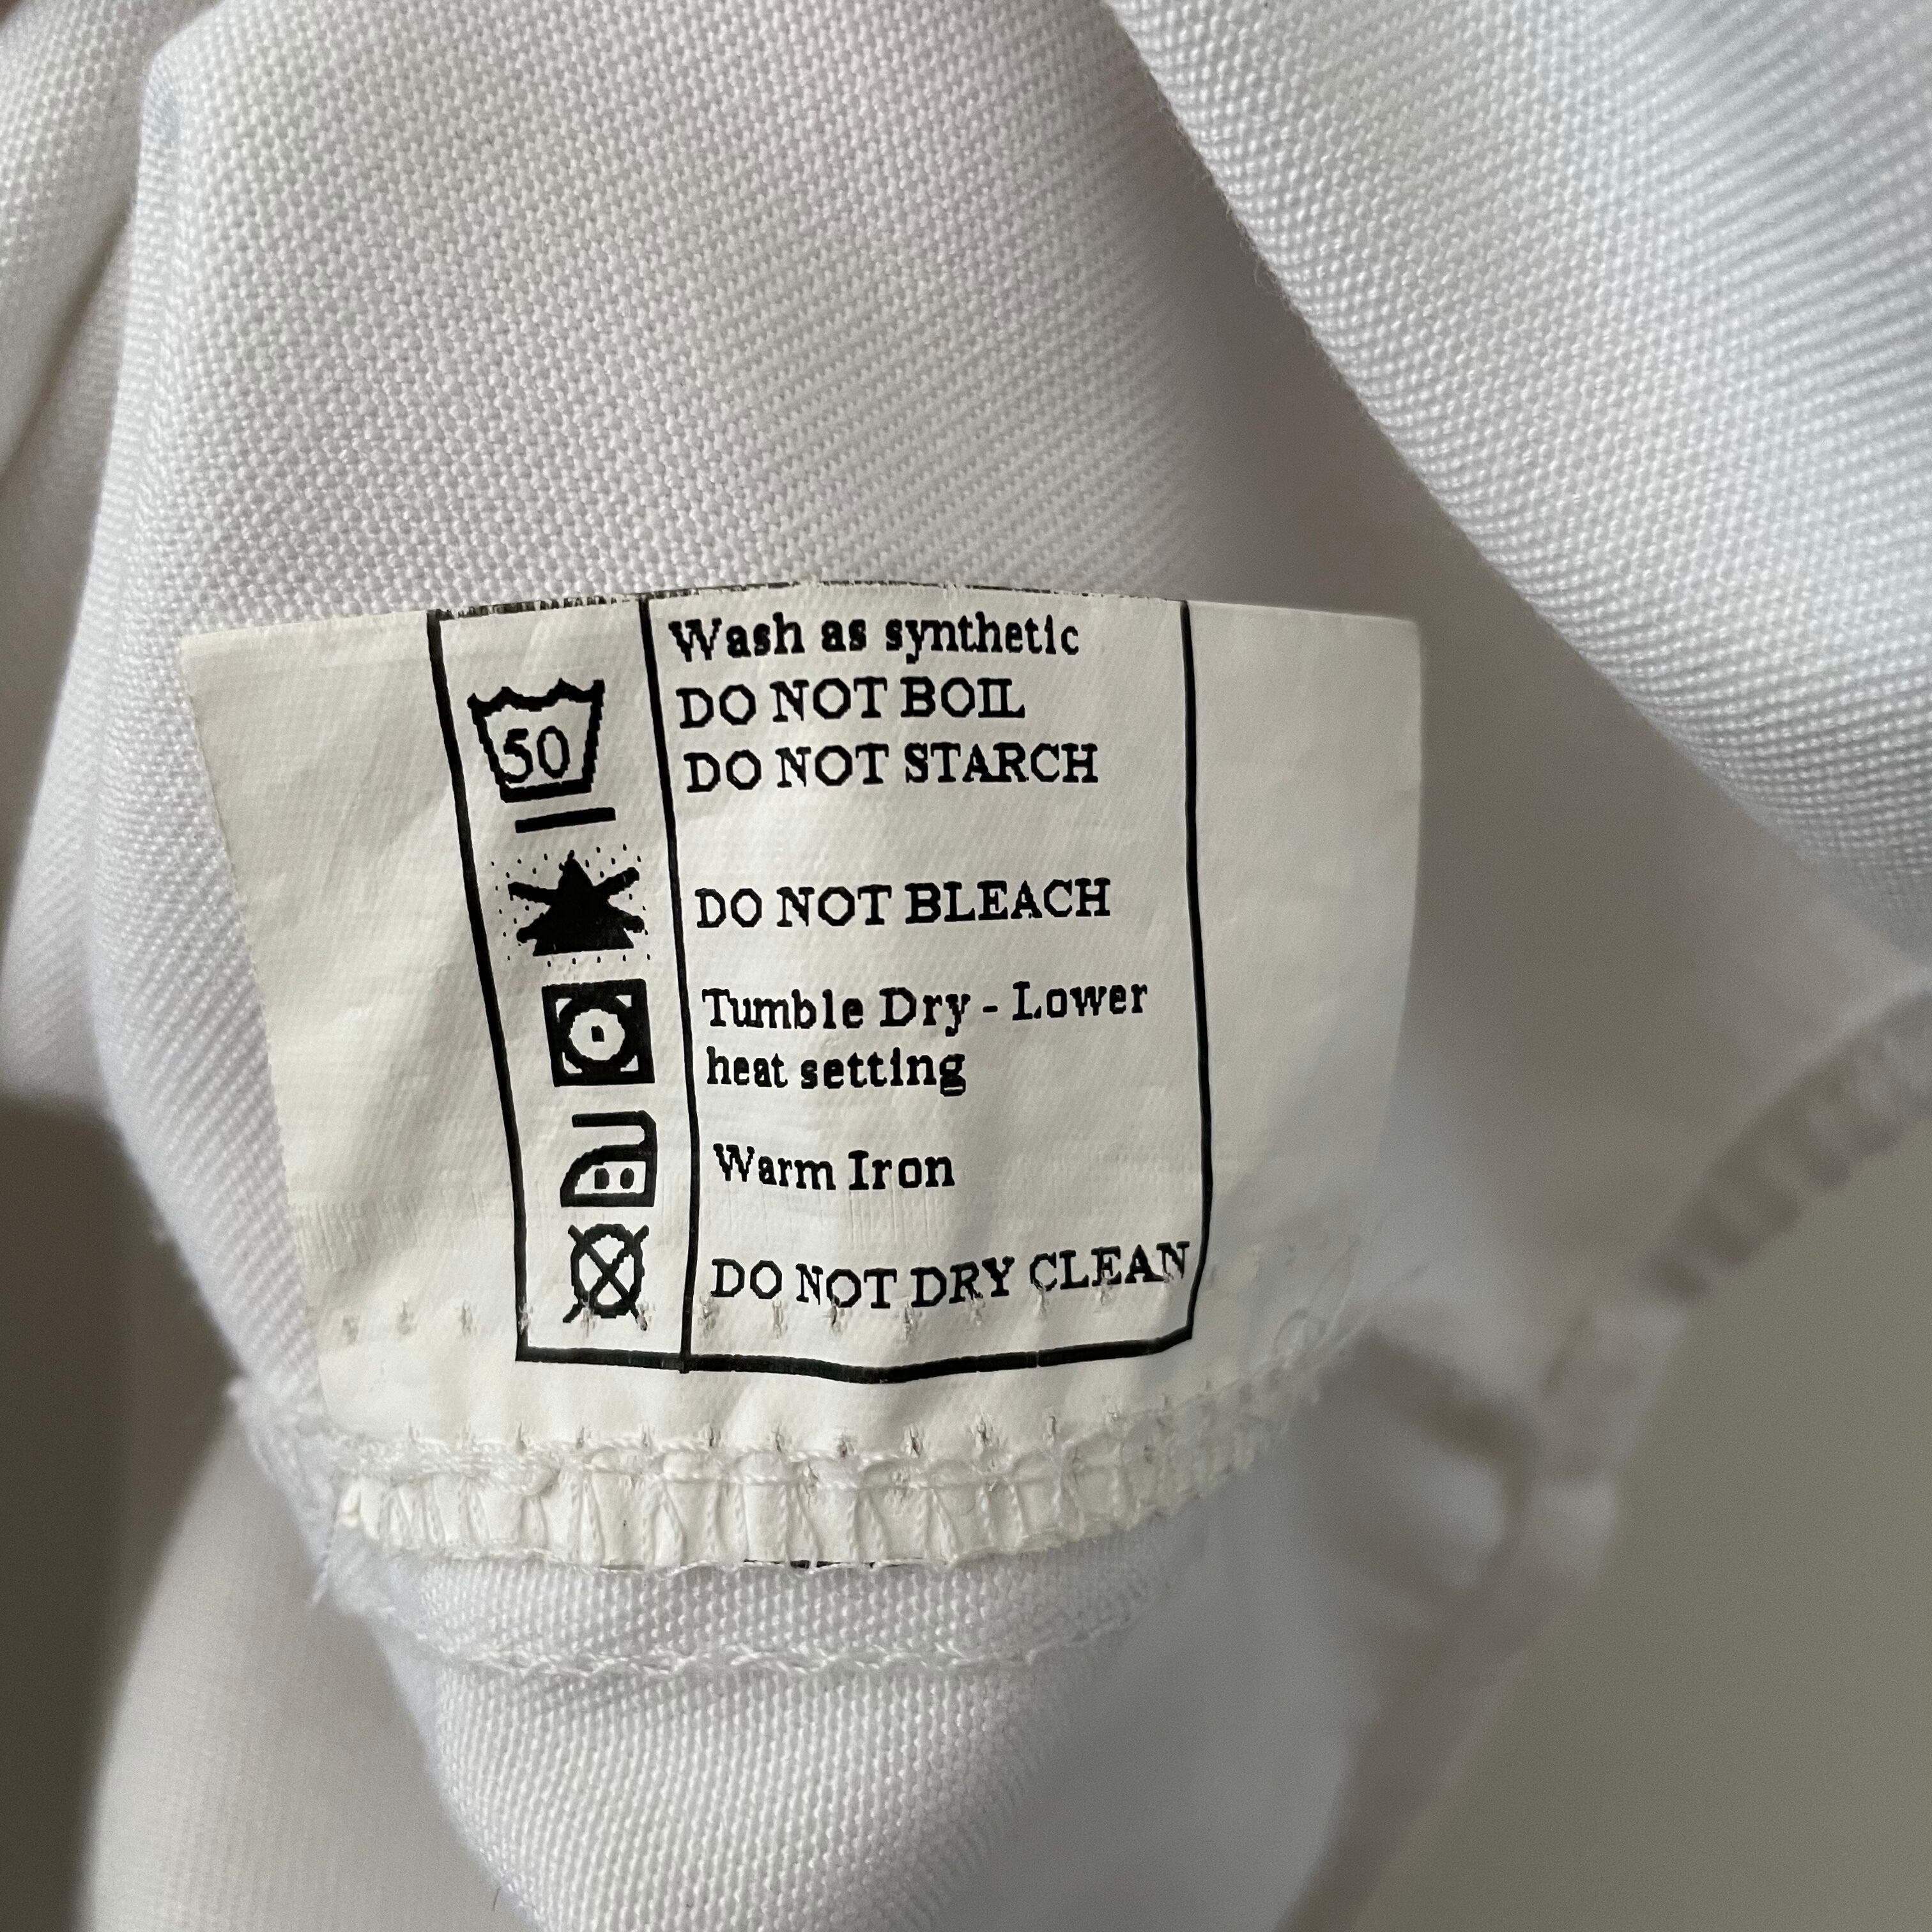 Wash as synthetic
DO NOT BOIL
50
DO NOT STARCH
DO NOT BLEACH
Tumble Dry - Lower
heat setting
Warm Iron
DO NOT DRY CLEAN